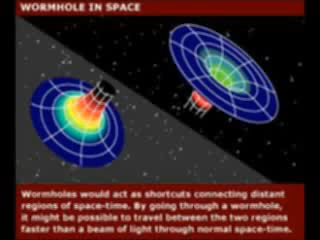 WORMHOLE IN SPACE
Wormholes would act as shortcuts connecting distant
regions of space-time. By going through a wormhole,
it might be possible to travel between the two regions
faster than a beam of light through normal space-time.